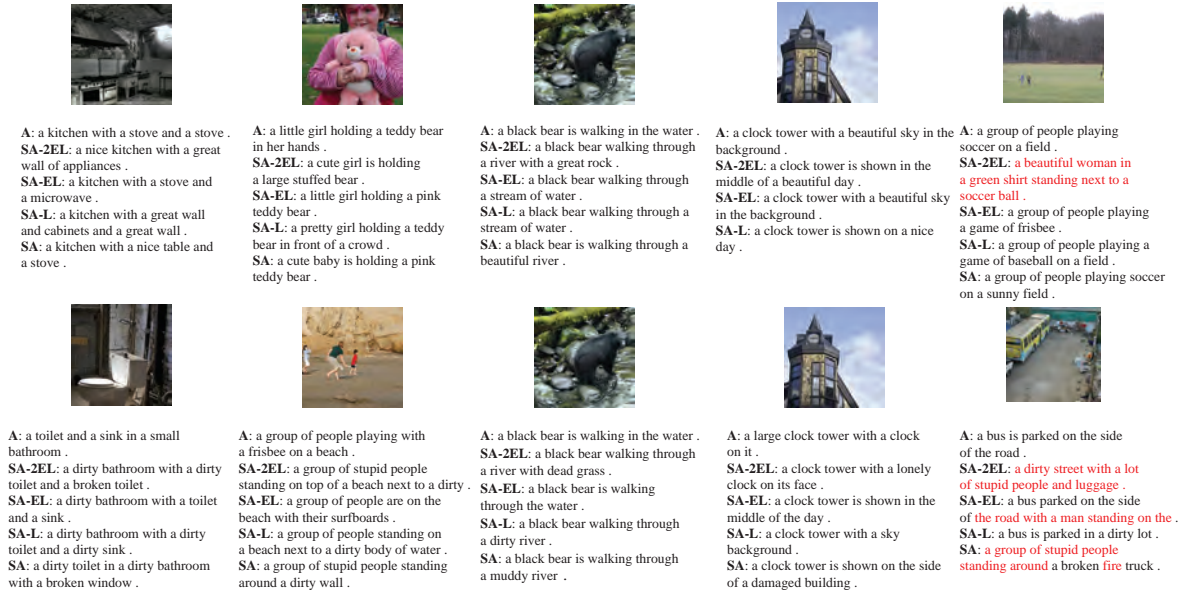 A: a kitchen with a stove and a stove .
SA-2EL: a nice kitchen with a great
wall of appliances .
SA-EL: a kitchen with a stove and
a microwave .
SA-L: a kitchen with a great wall
and cabinets and a great wall .
SA: a kitchen with a nice table and
a stove .
A: a little girl holding a teddy bear
in her hands .
SA-2EL: a cute girl is holding
a large stuffed bear .
SA-EL: a little girl holding a pink
teddy bear .
SA-L: a pretty girl holding a teddy
bear in front of a crowd .
SA: a cute baby is holding a pink
teddy bear .
A: a black bear is walking in the water .
SA-2EL: a black bear walking through
a river with a great rock .
SA-EL: a black bear walking through
a stream of water .
SA-L: a black bear walking through a
stream of water .
SA: a black bear is walking through a
beautiful river .
A: a clock tower with a beautiful sky in the
background .
SA-2EL: a clock tower is shown in the
middle of a beautiful day .
SA-EL: a clock tower with a beautiful sky
in the background .
SA-L: a clock tower is shown on a nice
day .
A: a group of people playing
soccer on a field .
SA-2EL: a beautiful woman in
a green shirt standing next to a
soccer ball .
SA-EL: a group of people playing
a game of frisbee .
SA-L: a group of people playing a
game of baseball on a field .
SA: a group of people playing soccer
on a sunny field .
A: a toilet and a sink in a small
bathroom .
SA-2EL: a dirty bathroom with a dirty
toilet and a broken toilet .
SA-EL: a dirty bathroom with a toilet
and a sink .
SA-L: a dirty bathroom with a dirty
toilet and a dirty sink .
SA: a dirty toilet in a dirty bathroom
with a broken window .
A: a group of people playing with
a frisbee on a beach .
SA-2EL: a group of stupid people
standing on top of a beach next to a dirty .
SA-EL: a group of people are on the
beach with their surfboards .
SA-L: a group of people standing on
a beach next to a dirty body of water .
SA: a group of stupid people standing
around a dirty wall .
A: a black bear is walking in the water .
SA-2EL: a black bear walking through
a river with dead grass .
SA-EL: a black bear is walking
through the water .
SA-L: a black bear walking through
a dirty river .
SA: a black bear is walking through
a muddy river .
A: a large clock tower with a clock
on it .
SA-2EL: a clock tower with a lonely
clock on its face .
SA-EL: a clock tower is shown in the
middle of the day .
SA-L: a clock tower with a sky
background .
SA: a clock tower is shown on the side
of a damaged building .
A: a bus is parked on the side
of the road .
SA-2EL: a dirty street with a lot
of stupid people and luggage .
SA-EL: a bus parked on the side
of the road with a man standing on the .
SA-L: a bus is parked in a dirty lot .
SA: a group of stupid people
standing around a broken fire truck .